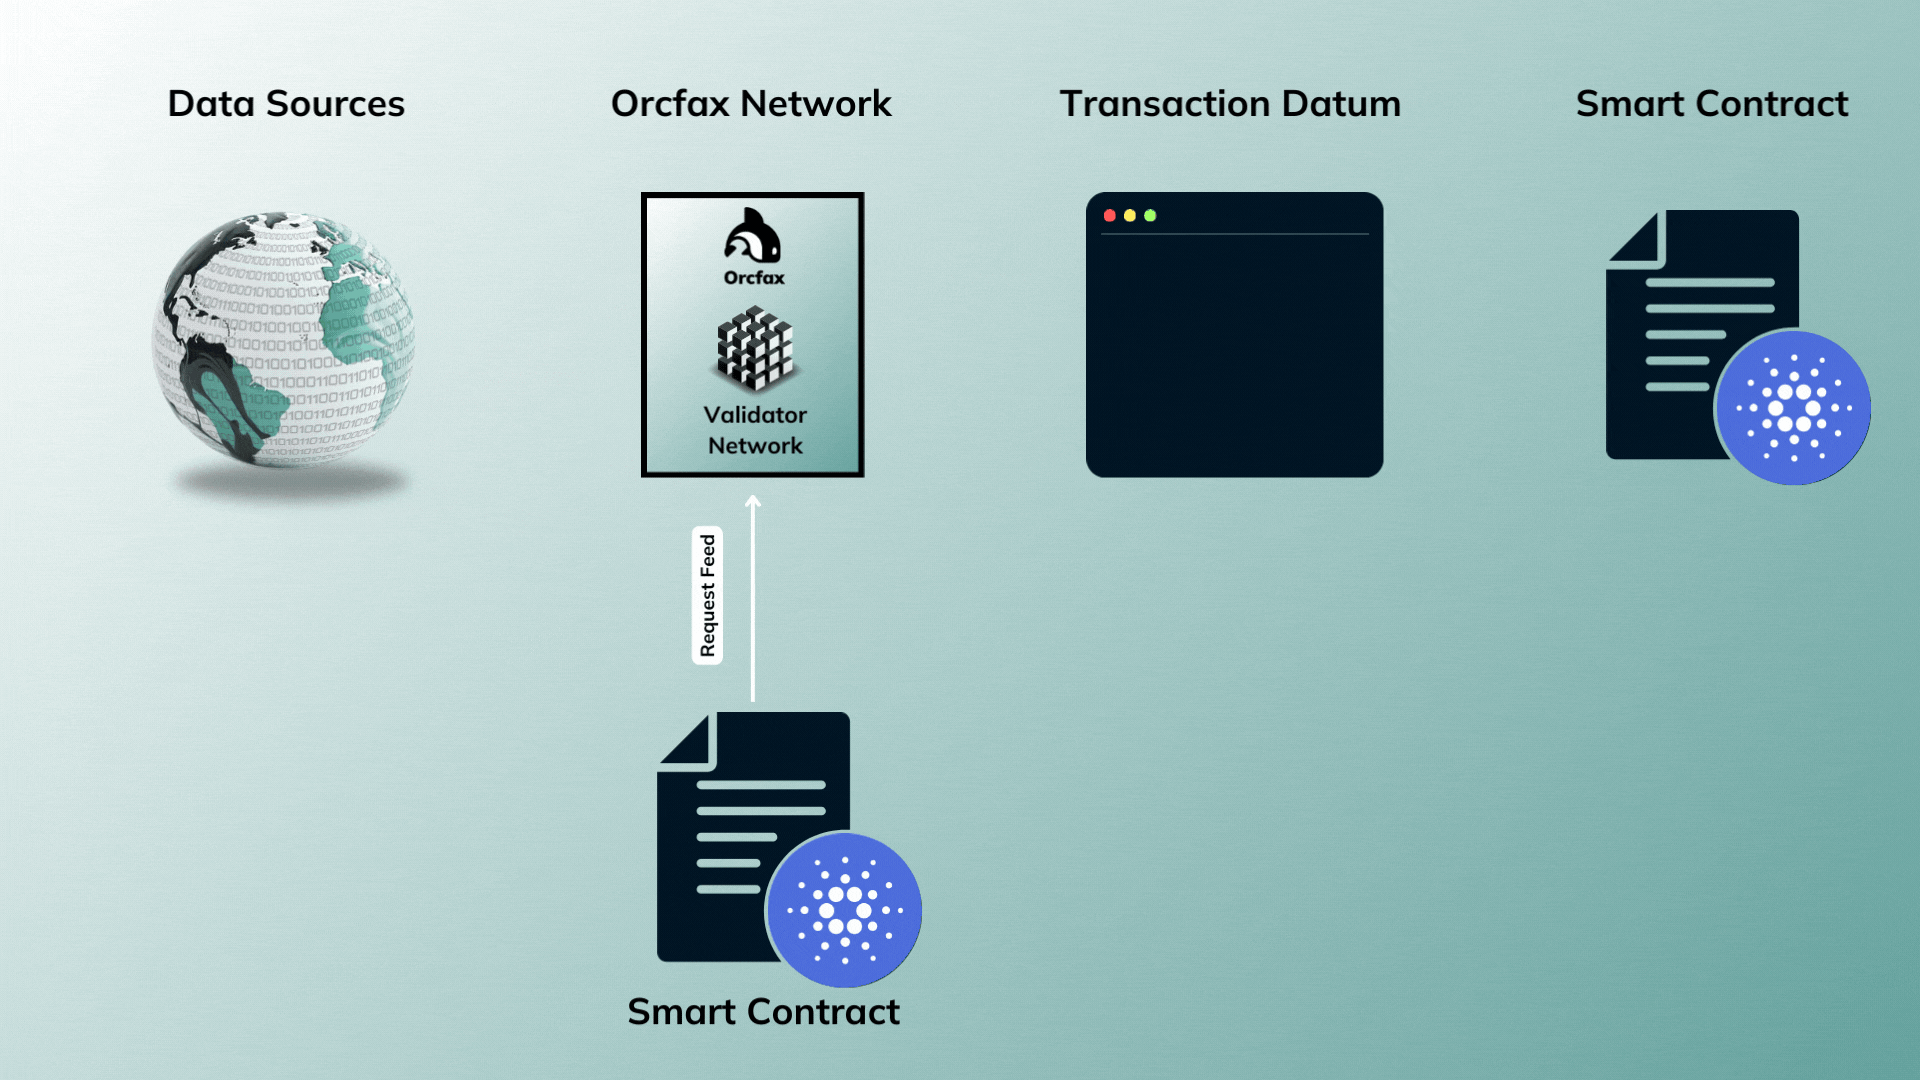 Data Sources
Orcfax Network
Transaction Datum
Smart Contract
Orcfax
Validator
Network
Request Feed
Smart Contract